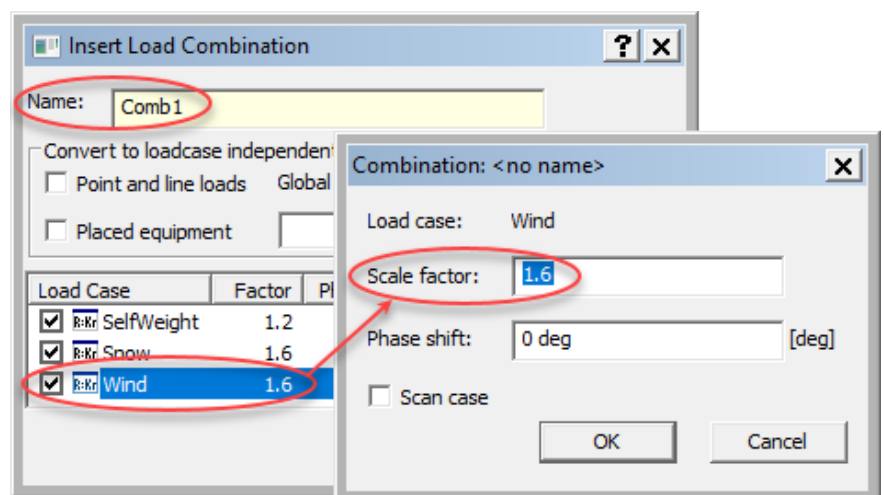 Insert Load Combination
?
x
Name:
Comb1
Convert to loadcase independent
Point and line loads
Global
Placed equipment
Load Case
Factor
SelfWeight
1.2
Snow
1.6
Wind
1.6
Combination: <no name>
x
Load case:
Wind
Scale factor:
1.6
Phase shift:
0 deg
[deg]
Scan case
OK
Cancel